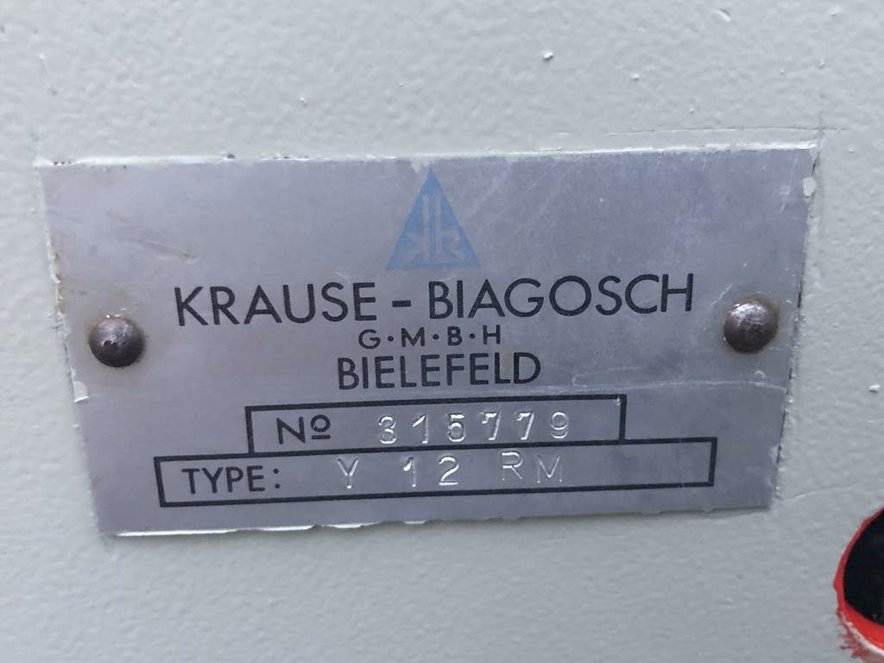 KRAUSE - BIAGOSCH
G·M·B·H
BIELEFELD
Nº 315779
TYPE: Y 12 RM